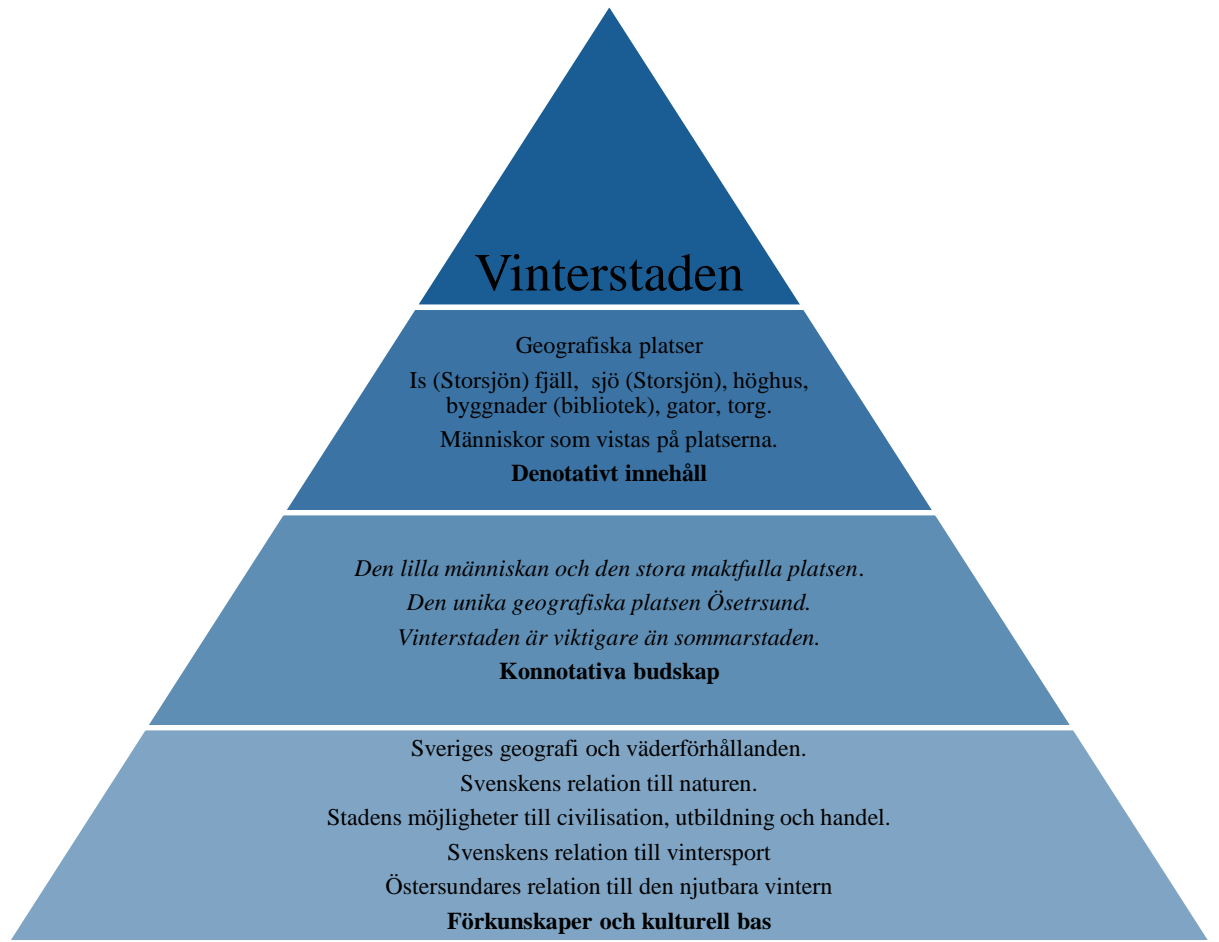 Vinterstaden
Geografiska platser
Is (Storsjön) fjäll,  sjö (Storsjön), höghus,
byggnader (bibliotek), gator, torg.
Människor som vistas på platserna.
Denotativt innehåll
Den lilla människan och den stora maktfulla platsen.
Den unika geografiska platsen Ösetrsund.
Vinterstaden är viktigare än sommarstaden.
Konnotativa budskap
Sveriges geografi och väderförhållanden.
Svenskens relation till naturen.
Stadens möjligheter till civilisation, utbildning och handel.
Svenskens relation till vintersport
Östersundares relation till den njutbara vintern
Förkunskaper och kulturell bas